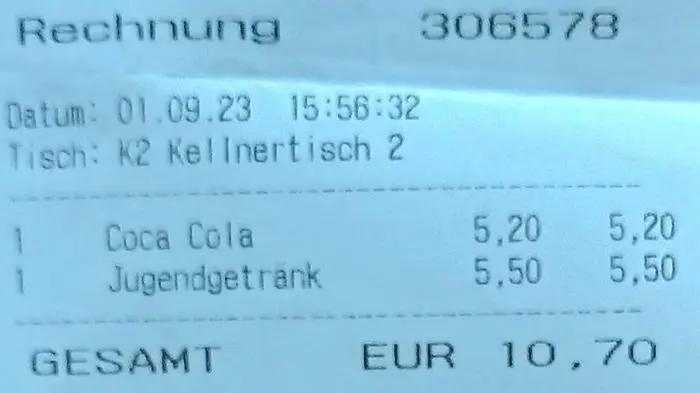 Rechnung 306578
Datum: 01.09.23 15:56:32
Tisch: K2 Kellnertisch 2
1 Coca Cola 5,20 5,20
1 Jugendgetränk 5,50 5,50
GESAMT EUR 10,70